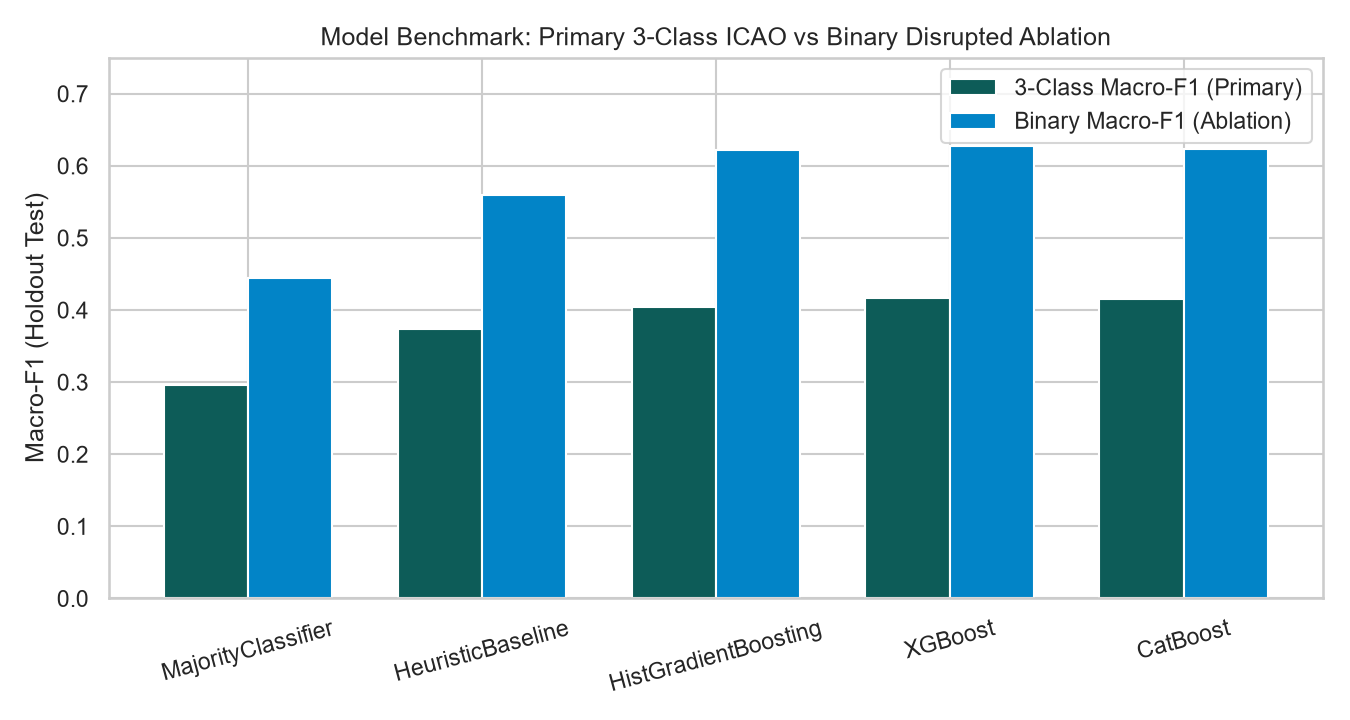 Model Benchmark: Primary 3-Class ICAO vs Binary Disrupted Ablation
3-Class Macro-F1 (Primary)
Binary Macro-F1 (Ablation)
Macro-F1 (Holdout Test)
0.7
0.6
0.5
0.4
0.3
0.2
0.1
0.0
MajorityClassifier
HeuristicBaseline
HistGradientBoosting
XGBoost
CatBoost